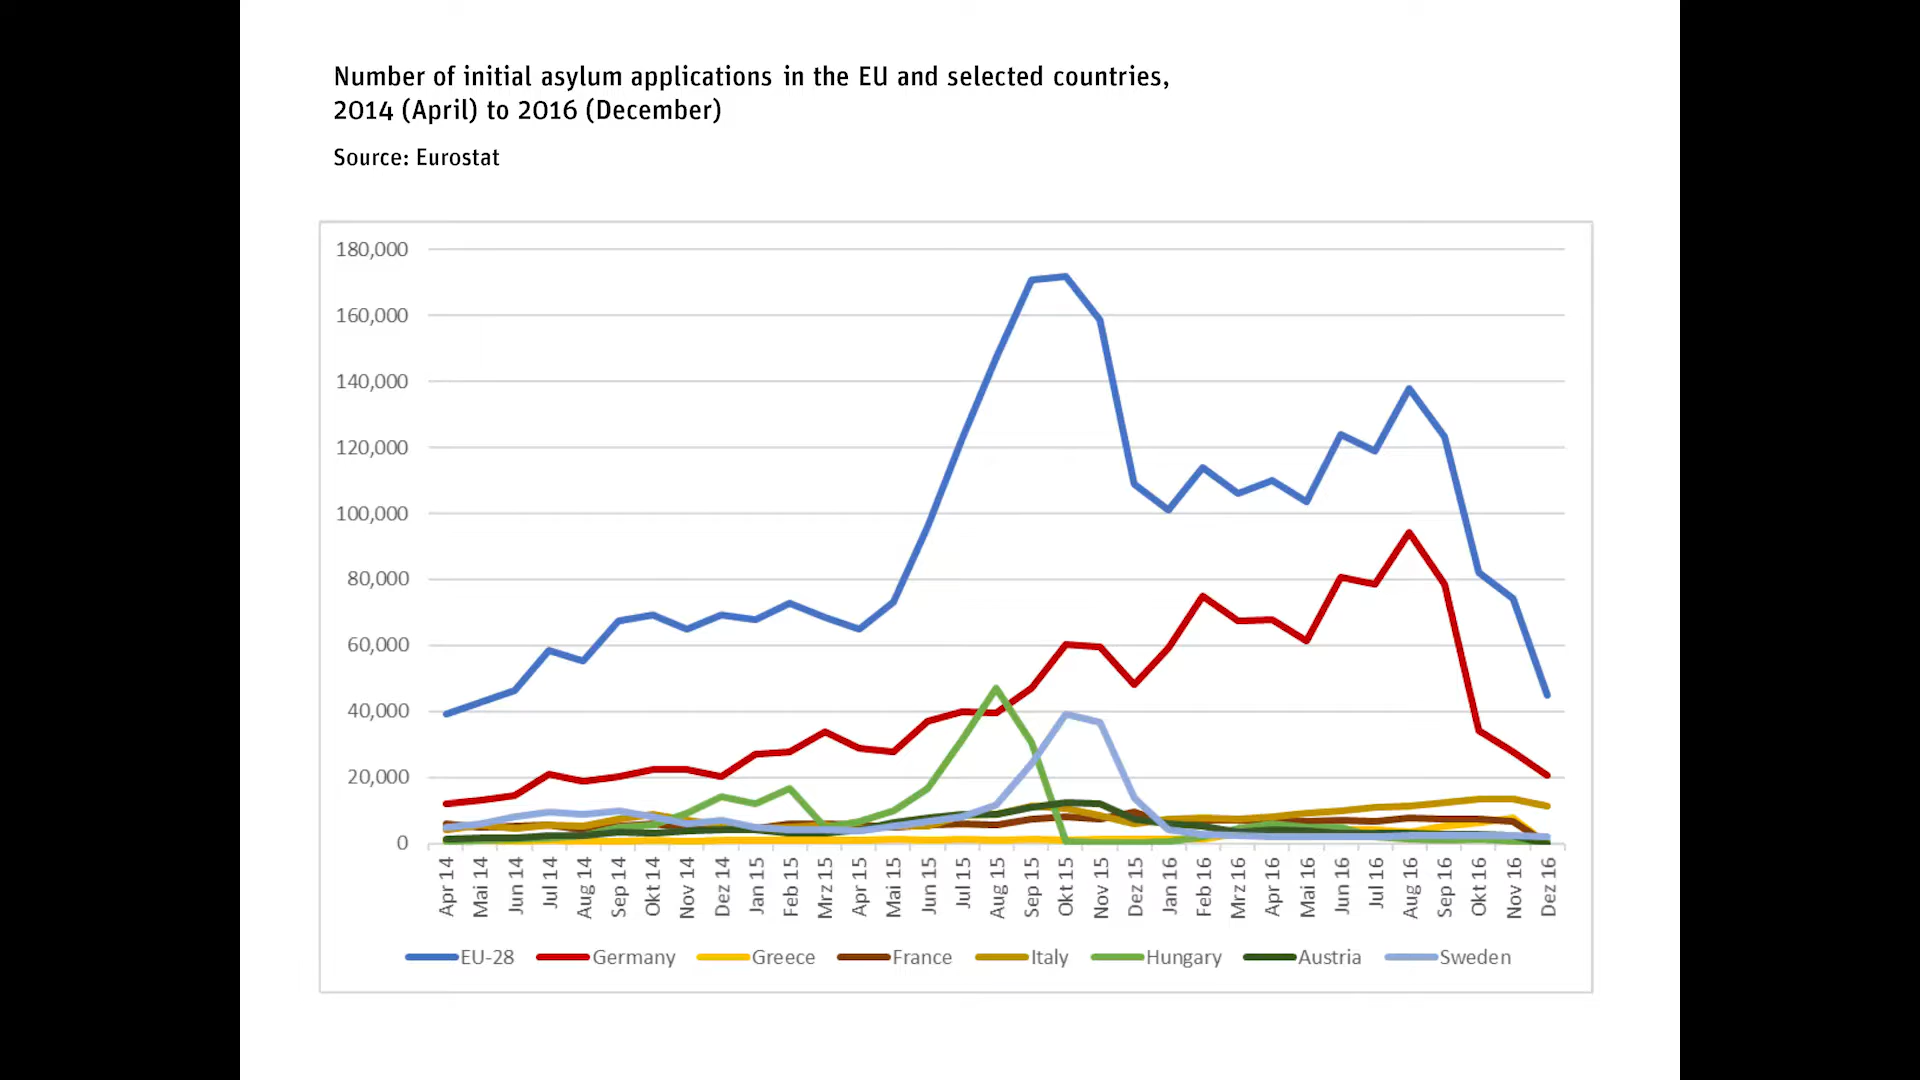 Number of initial asylum applications in the EU and selected countries,
2014 (April) to 2016 (December)
Source: Eurostat
180,000
160,000
140,000
120,000
100,000
80,000
60,000
40,000
20,000
0
Apr 14
Mai 14
Jun 14
Jul 14
Aug 14
Sep 14
Okt 14
Nov 14
Dez 14
Jan 15
Feb 15
Mrz 15
Apr 15
Mai 15
Jun 15
Jul 15
Aug 15
Sep 15
Okt 15
Nov 15
Dez 15
Jan 16
Feb 16
Mrz 16
Apr 16
Mai 16
Jun 16
Jul 16
Aug 16
Sep 16
Okt 16
Nov 16
Dez 16
EU-28 Germany Greece France Italy Hungary Austria Sweden